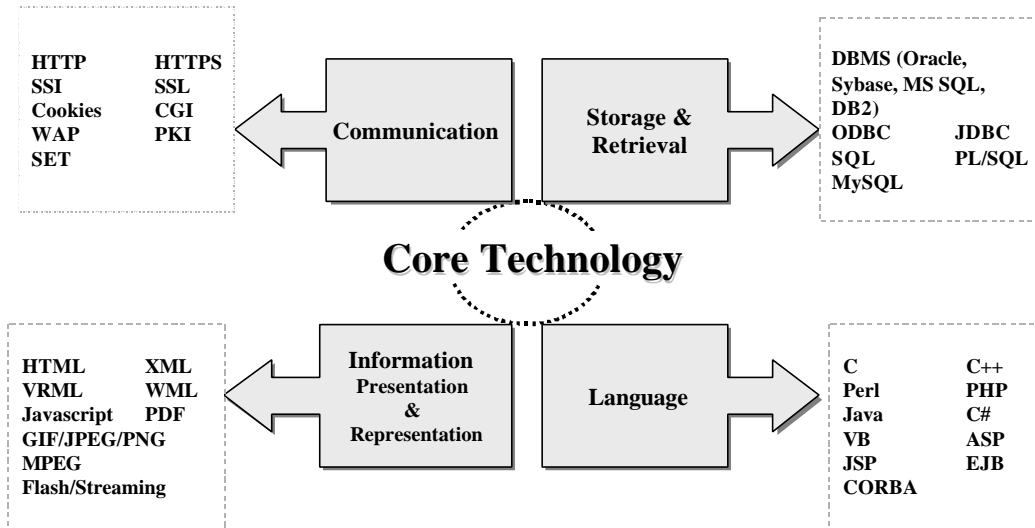 HTTP HTTPS
SSI SSL
Cookies CGI
WAP PKI
SET
Communication
Storage &
Retrieval
DBMS (Oracle,
Sybase, MS SQL,
DB2)
ODBC JDBC
SQL PL/SQL
MySQL
Core Technology
HTML XML
VRML WML
Javascript PDF
GIF/JPEG/PNG
MPEG
Flash/Streaming
Information
Presentation
&
Representation
Language
C C++
Perl PHP
Java C#
VB ASP
JSP EJB
CORBA